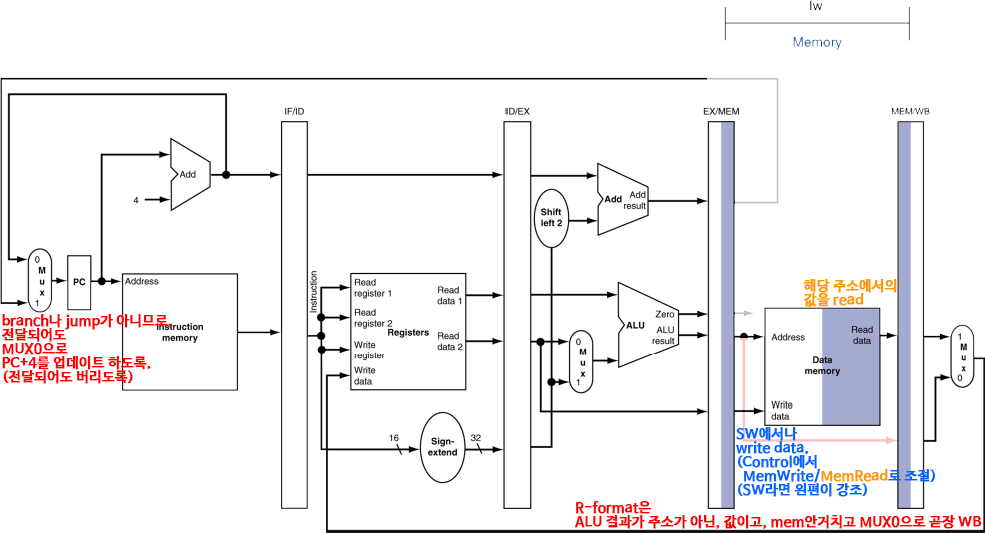 lw
Memory
IF/ID
ID/EX
EX/MEM
MEM/WB
Add
4
Shift
left 2
Add
Add
result
0
M
u
x
1
PC
Address
Instruction
memory
branch나 jump가 아니므로,
전달되어도
MUX0으로
PC+4를 업데이트 하도록.
(전달되어도 버리도록)
Instruction
Read
register 1
Read
register 2
Registers
Write
register
Write
data
Read
data 1
Read
data 2
16
Sign-
extend
32
0
M
u
x
1
Zero
ALU
ALU
result
해당 주소에서의
값을 read
Address
Read
data
Data
memory
Write
data
1
M
u
x
0
SW에서나
write data.
(Control에서
MemWrite/MemRead로 조절)
(SW라면 왼편이 강조)
R-format은
ALU 결과가 주소가 아닌, 값이고, mem안거치고 MUX0으로 곧장 WB